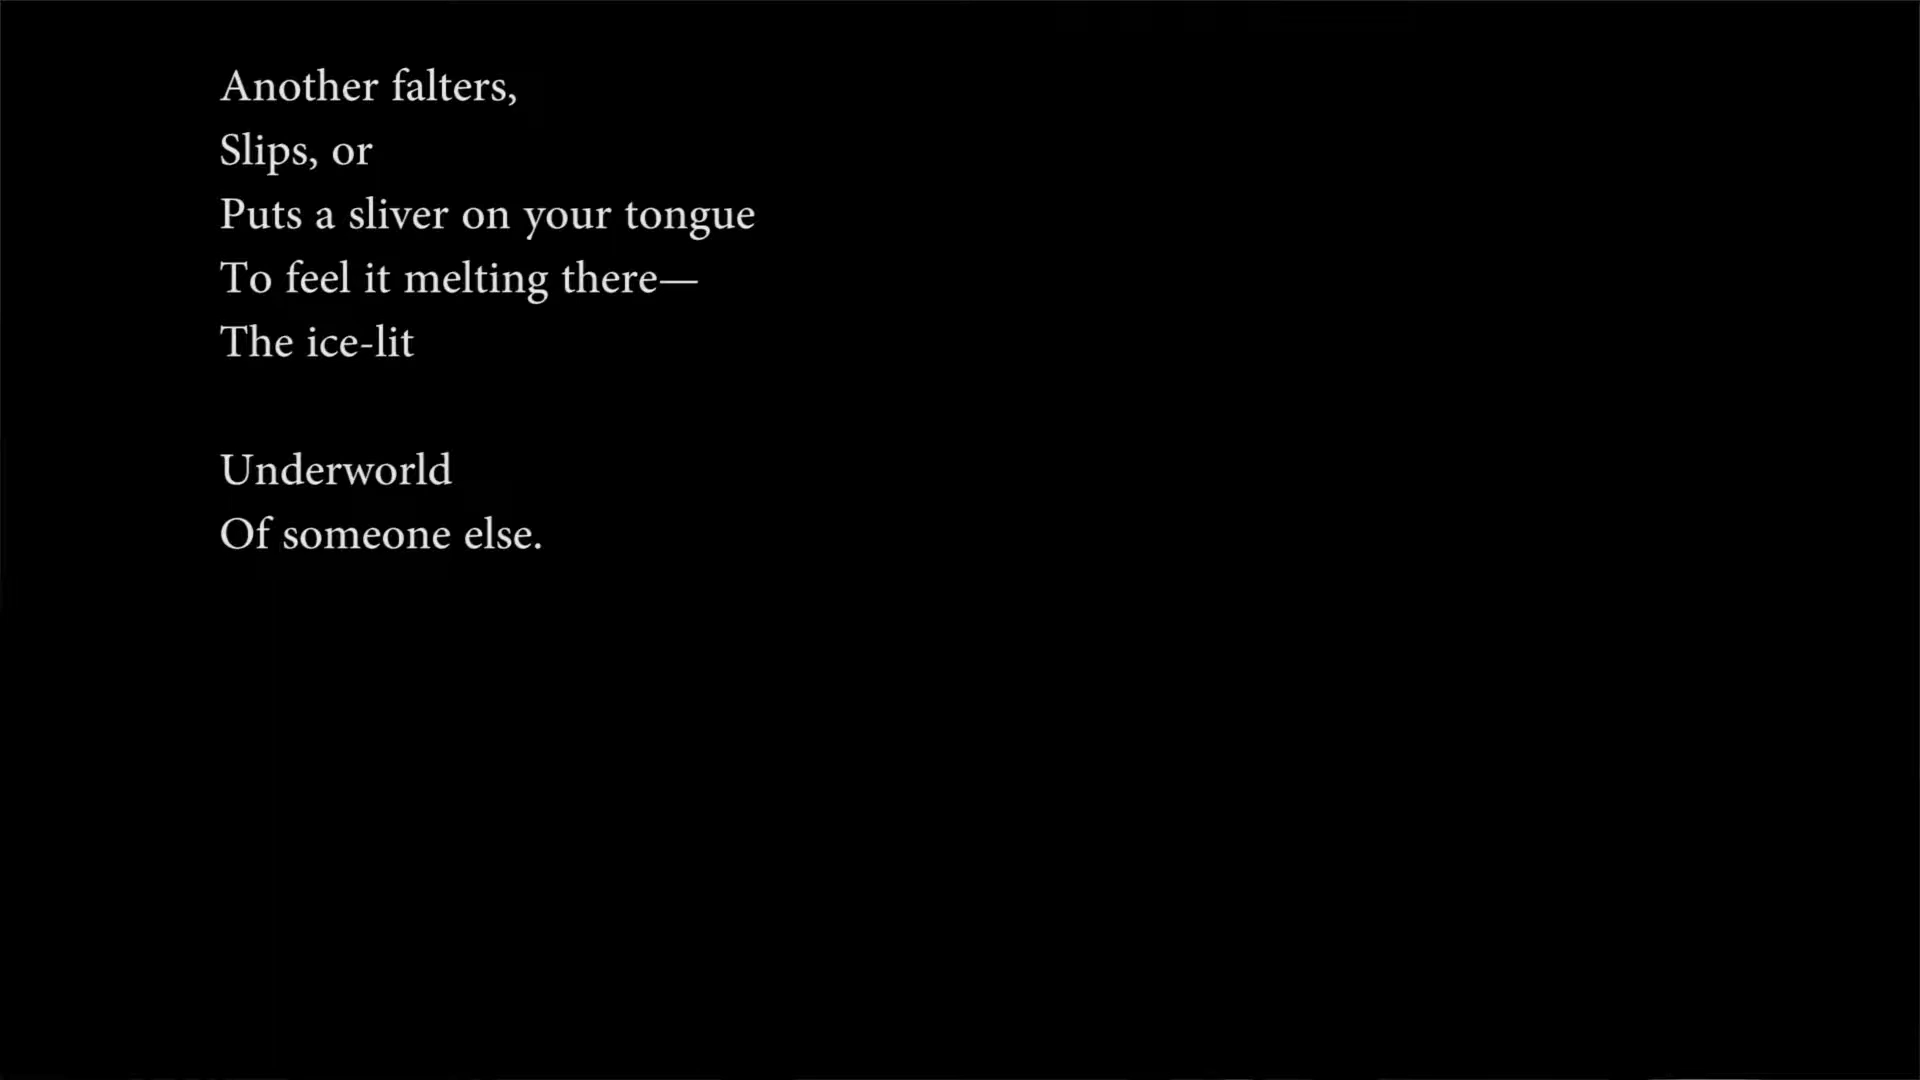 Another falters,
Slips, or
Puts a sliver on your tongue
To feel it melting there—
The ice-lit
Underworld
Of someone else.